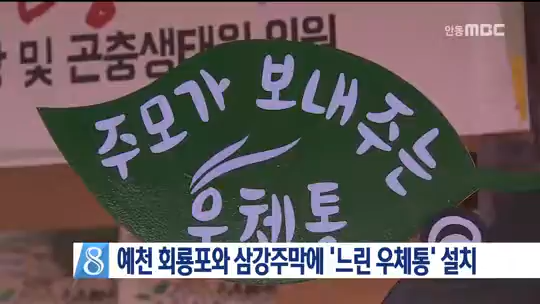 안동MBC
및 곤충생태일 의원
주모가 보내주는
우체통
8 예천 회룡포와 삼강주막에 '느린 우체통' 설치